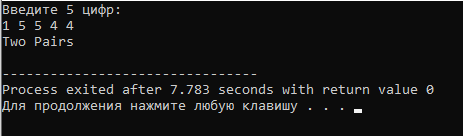 Введите 5 цифр:
1 5 5 4 4
Two Pairs
--------------------------------
Process exited after 7.783 seconds with return value 0
Для продолжения нажмите любую клавишу . . .